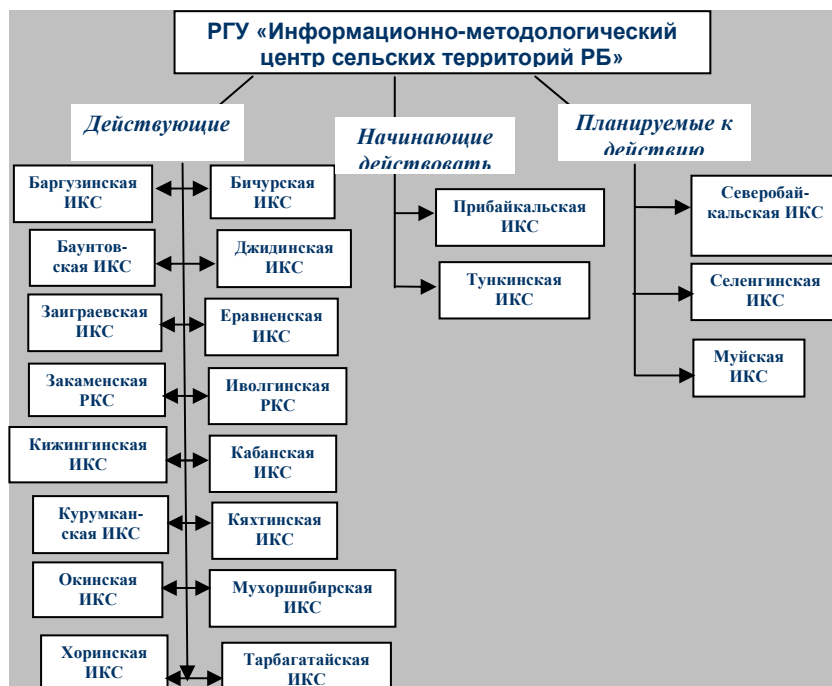 РГУ «Информационно-методологический
центр сельских территорий РБ»
Действующие
Баргузинская
ИКС
Бичурская
ИКС
Баунтов-
ская ИКС
Джидинская
ИКС
Заиграевская
ИКС
Еравненская
ИКС
Закаменская
РКС
Иволгинская
РКС
Кижингинская
ИКС
Кабанская
ИКС
Курумкан-
ская ИКС
Кяхтинская
ИКС
Окинская
ИКС
Мухоршибирская
ИКС
Хоринская
ИКС
Тарбагатайская
ИКС
Начинающие
действовать
Прибайкальская
ИКС
Тункинская
ИКС
Планируемые к
действию
Северобай-
кальская ИКС
Селенгинская
ИКС
Муйская
ИКС